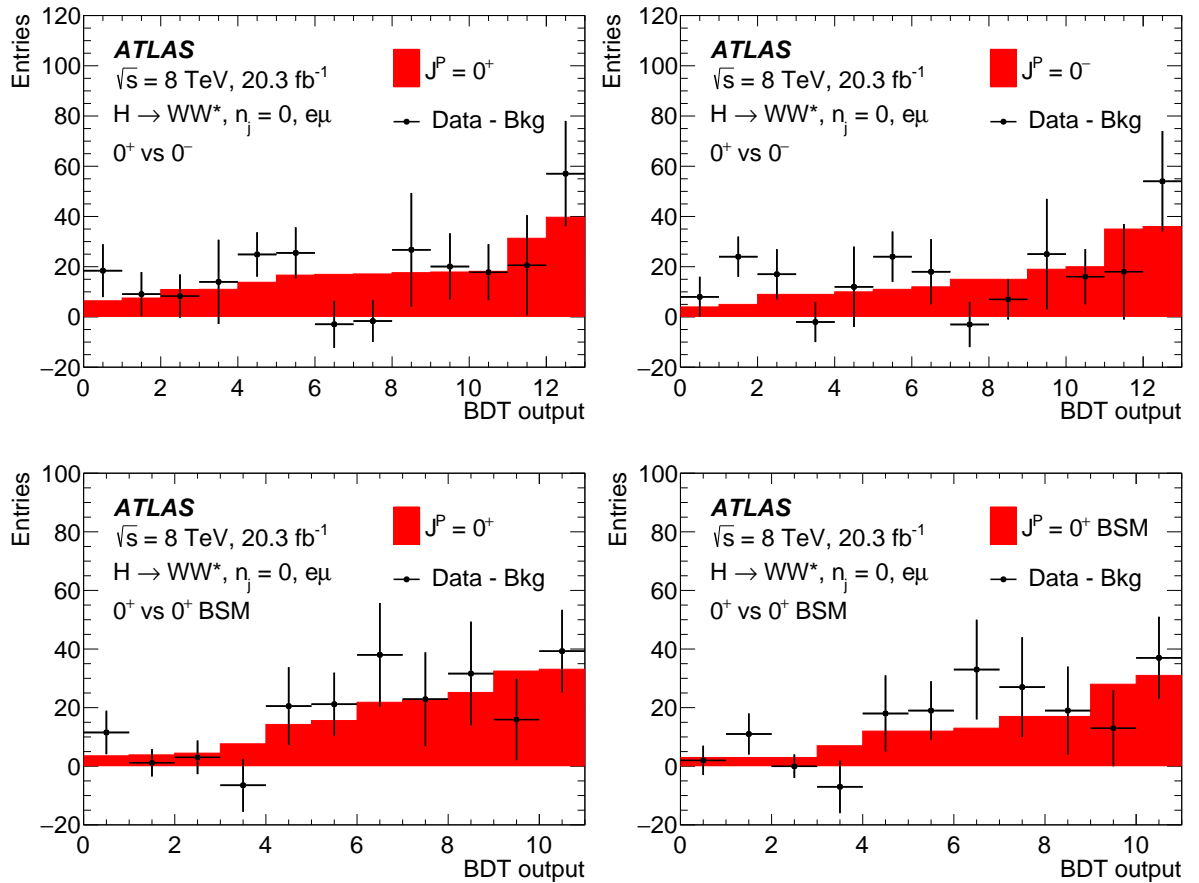 Entries
120
100
80
60
40
20
0
−20
ATLAS
√s = 8 TeV, 20.3 fb⁻¹
H → WW*, n_j = 0, eμ
0⁺ vs 0⁻
J^P = 0⁺
Data - Bkg
0 2 4 6 8 10 12
BDT output
Entries
120
100
80
60
40
20
0
−20
ATLAS
√s = 8 TeV, 20.3 fb⁻¹
H → WW*, n_j = 0, eμ
0⁺ vs 0⁻
J^P = 0⁻
Data - Bkg
0 2 4 6 8 10 12
BDT output
Entries
100
80
60
40
20
0
−20
ATLAS
√s = 8 TeV, 20.3 fb⁻¹
H → WW*, n_j = 0, eμ
0⁺ vs 0⁺ BSM
J^P = 0⁺
Data - Bkg
0 2 4 6 8 10
BDT output
Entries
100
80
60
40
20
0
−20
ATLAS
√s = 8 TeV, 20.3 fb⁻¹
H → WW*, n_j = 0, eμ
0⁺ vs 0⁺ BSM
J^P = 0⁺ BSM
Data - Bkg
0 2 4 6 8 10
BDT output